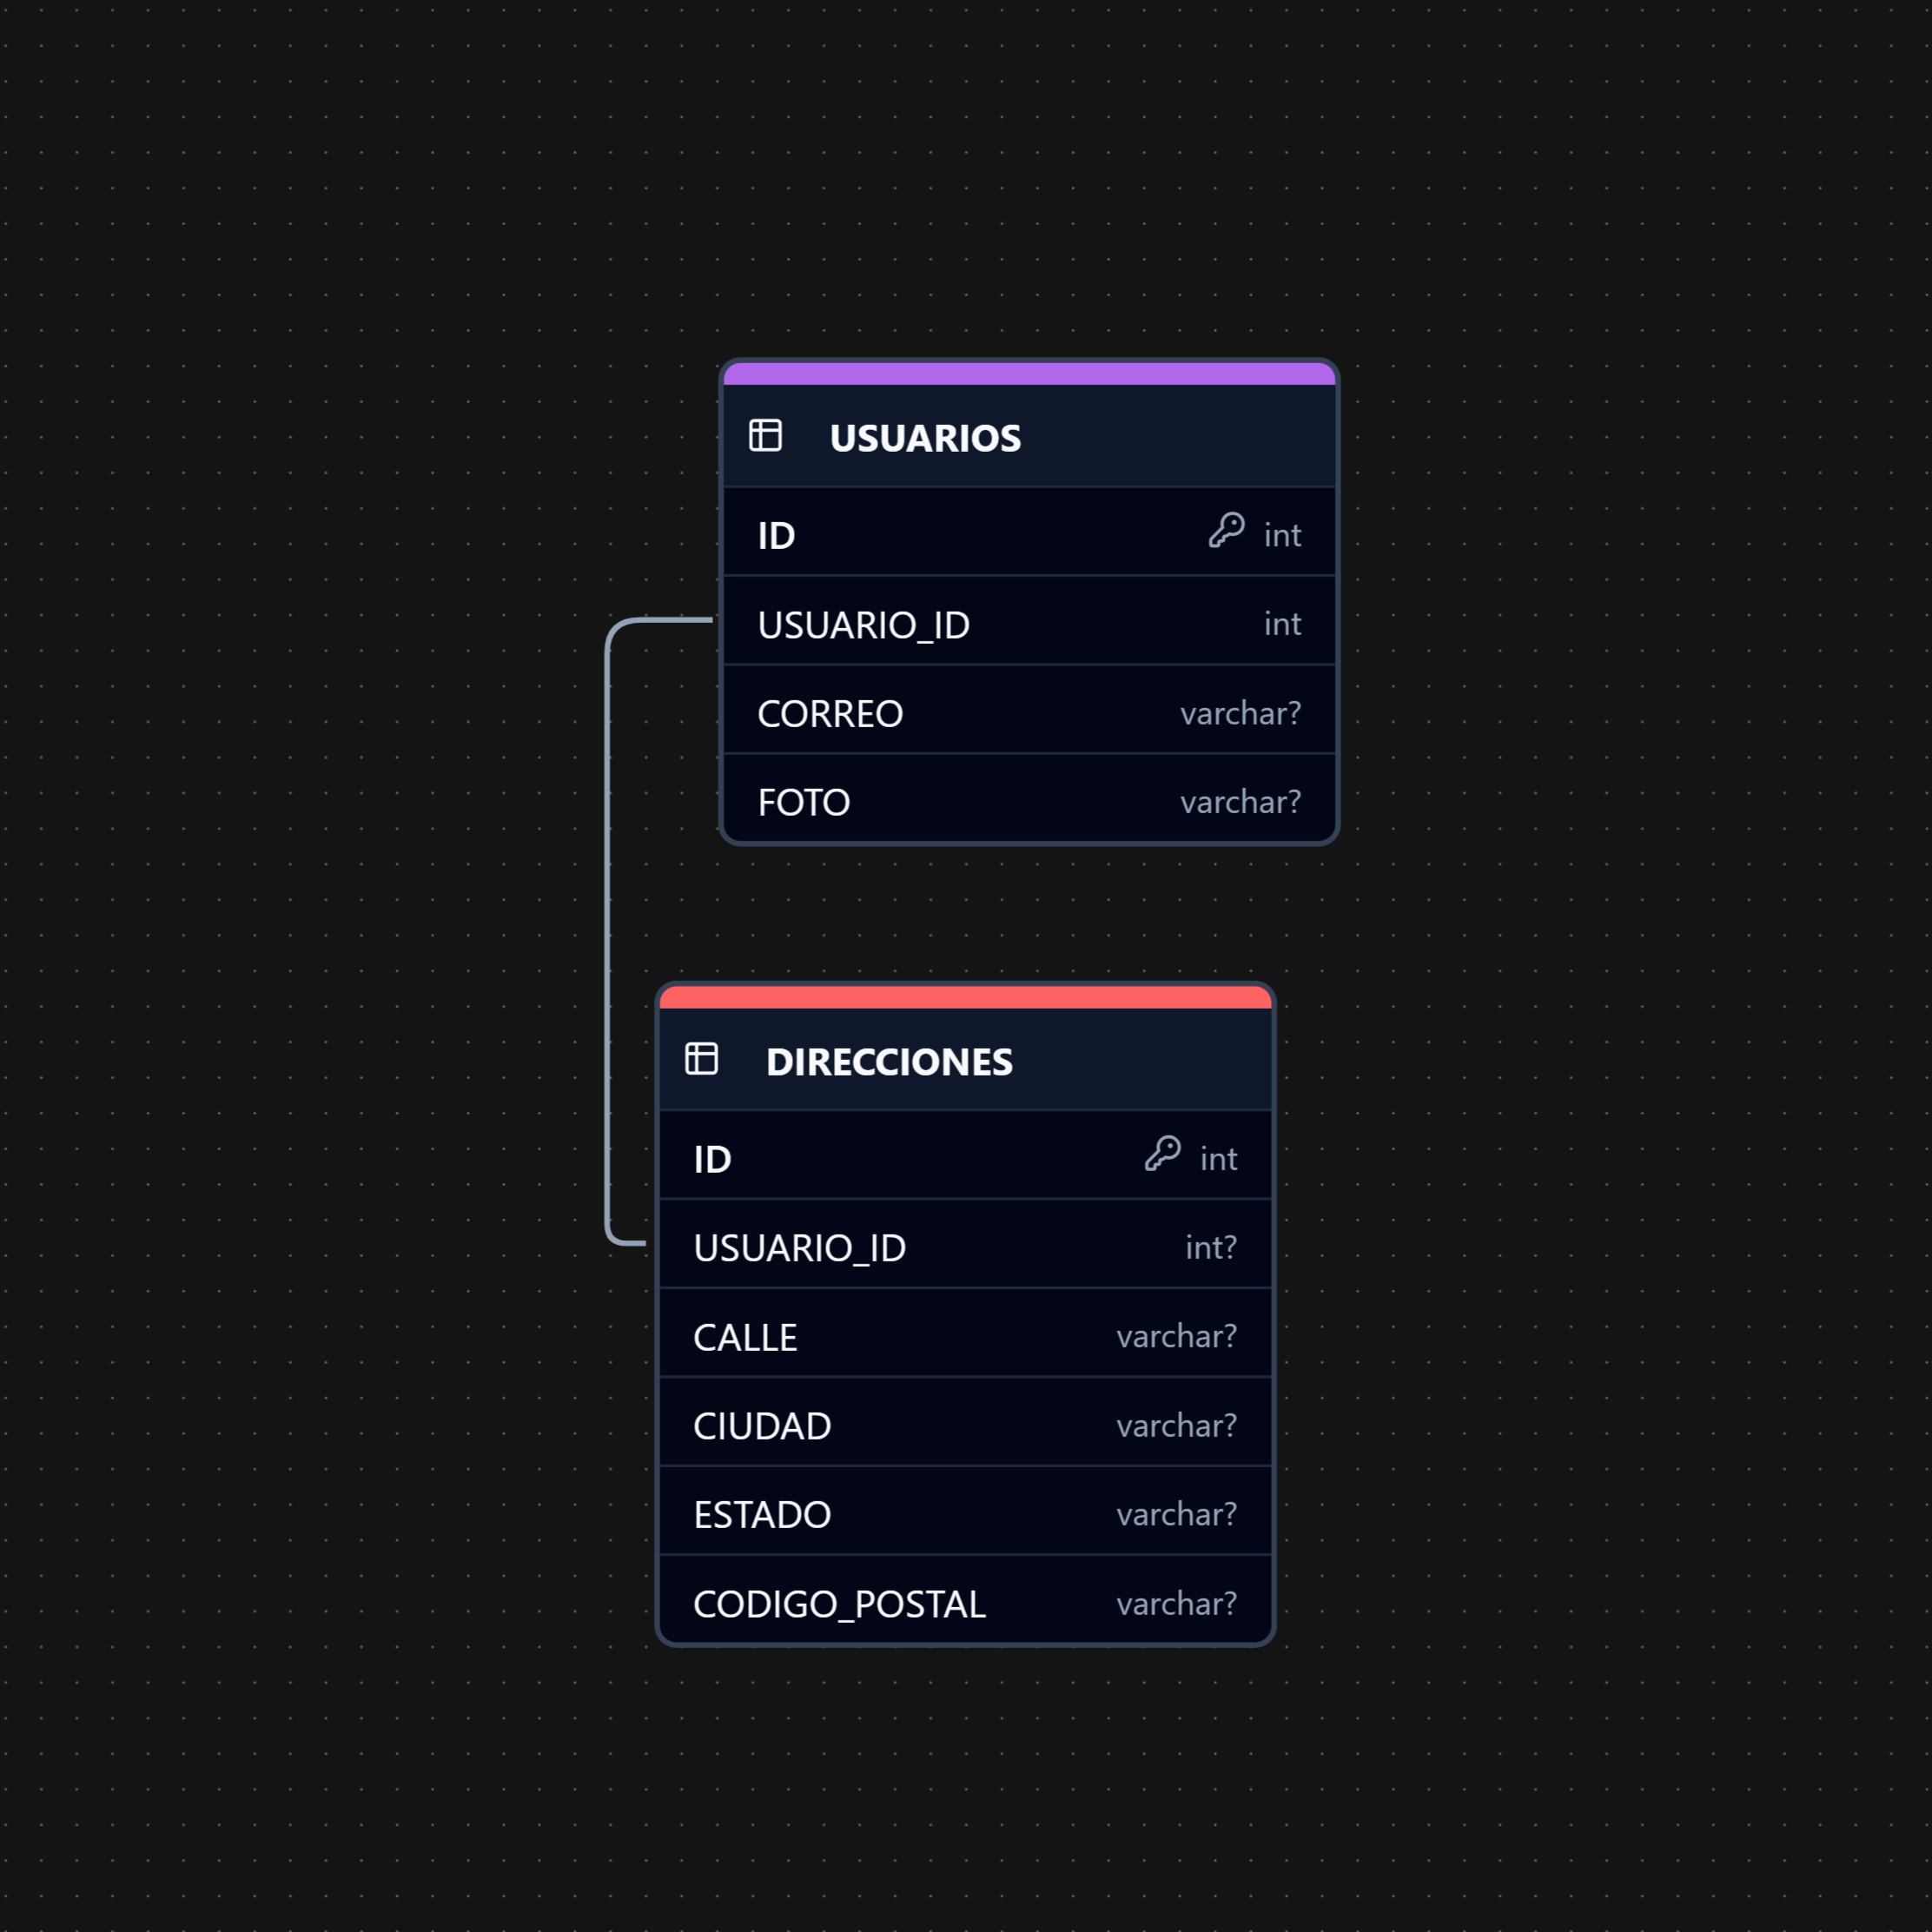 USUARIOS
ID int
USUARIO_ID int
CORREO varchar?
FOTO varchar?
DIRECCIONES
ID int
USUARIO_ID int?
CALLE varchar?
CIUDAD varchar?
ESTADO varchar?
CODIGO_POSTAL varchar?